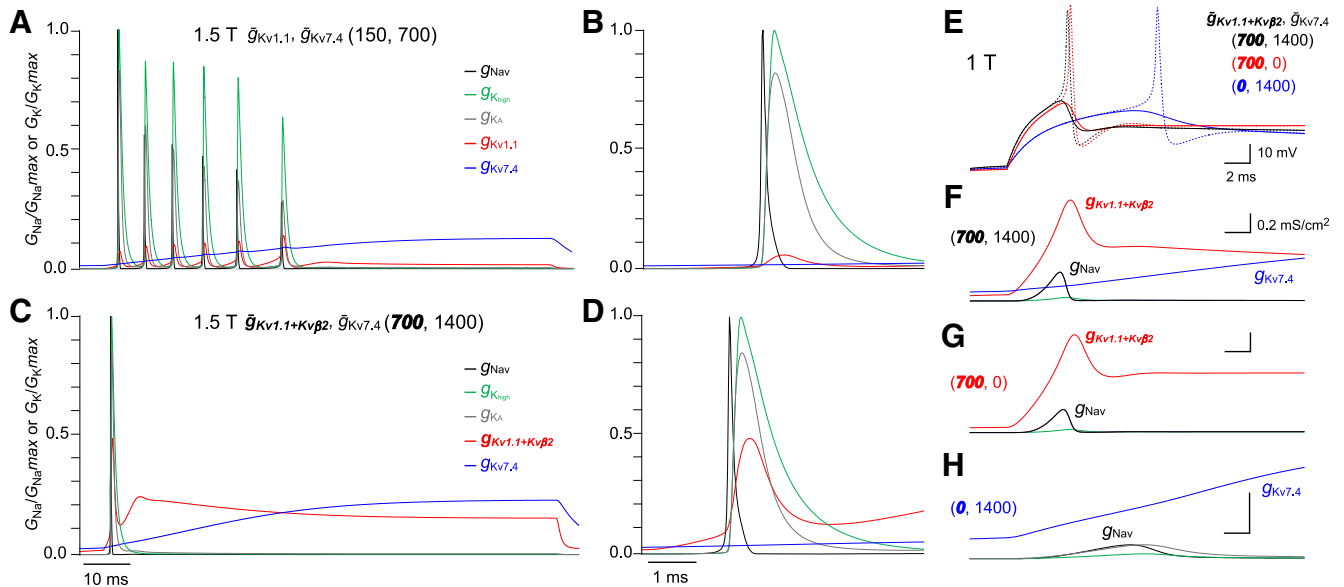 A
1.5 T ḡKv1.1, ḡKv7.4 (150, 700)
GNa/GNamax or GK/GKmax
1.0
0.5
0.0
gNav
gKhigh
gKA
gKv1.1
gKv7.4
B
1.0
0.5
0.0
C
1.5 T ḡKv1.1+Kvβ2, ḡKv7.4 (700, 1400)
GNa/GNamax or GK/GKmax
1.0
0.5
0.0
gNav
gKhigh
gKA
gKv1.1+Kvβ2
gKv7.4
10 ms
D
1.0
0.5
0.0
1 ms
E
1 T
ḡKv1.1+Kvβ2, ḡKv7.4
(700, 1400)
(700, 0)
(0, 1400)
10 mV
2 ms
F
(700, 1400)
gKv1.1+Kvβ2
0.2 mS/cm2
gNav
gKv7.4
G
(700, 0)
gKv1.1+Kvβ2
gNav
H
(0, 1400)
gKv7.4
gNav